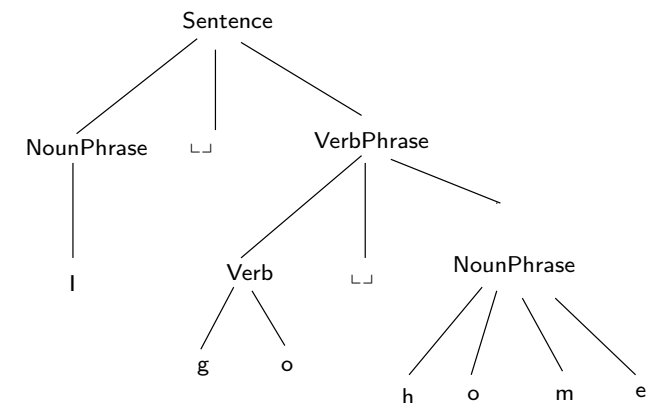 Sentence
NounPhrase ␣ VerbPhrase
I Verb ␣ NounPhrase
g o h o m e